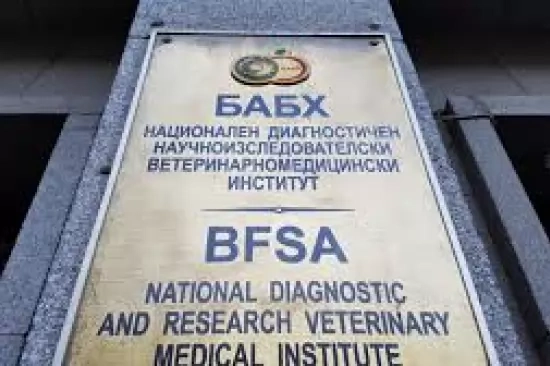 БАБХ
НАЦИОНАЛЕН ДИАГНОСТИЧЕН
НАУЧНОИЗСЛЕДОВАТЕЛСКИ
ВЕТЕРИНАРНОМЕДИЦИНСКИ
ИНСТИТУТ
BFSA
NATIONAL DIAGNOSTIC
AND RESEARCH VETERINARY
MEDICAL INSTITUTE